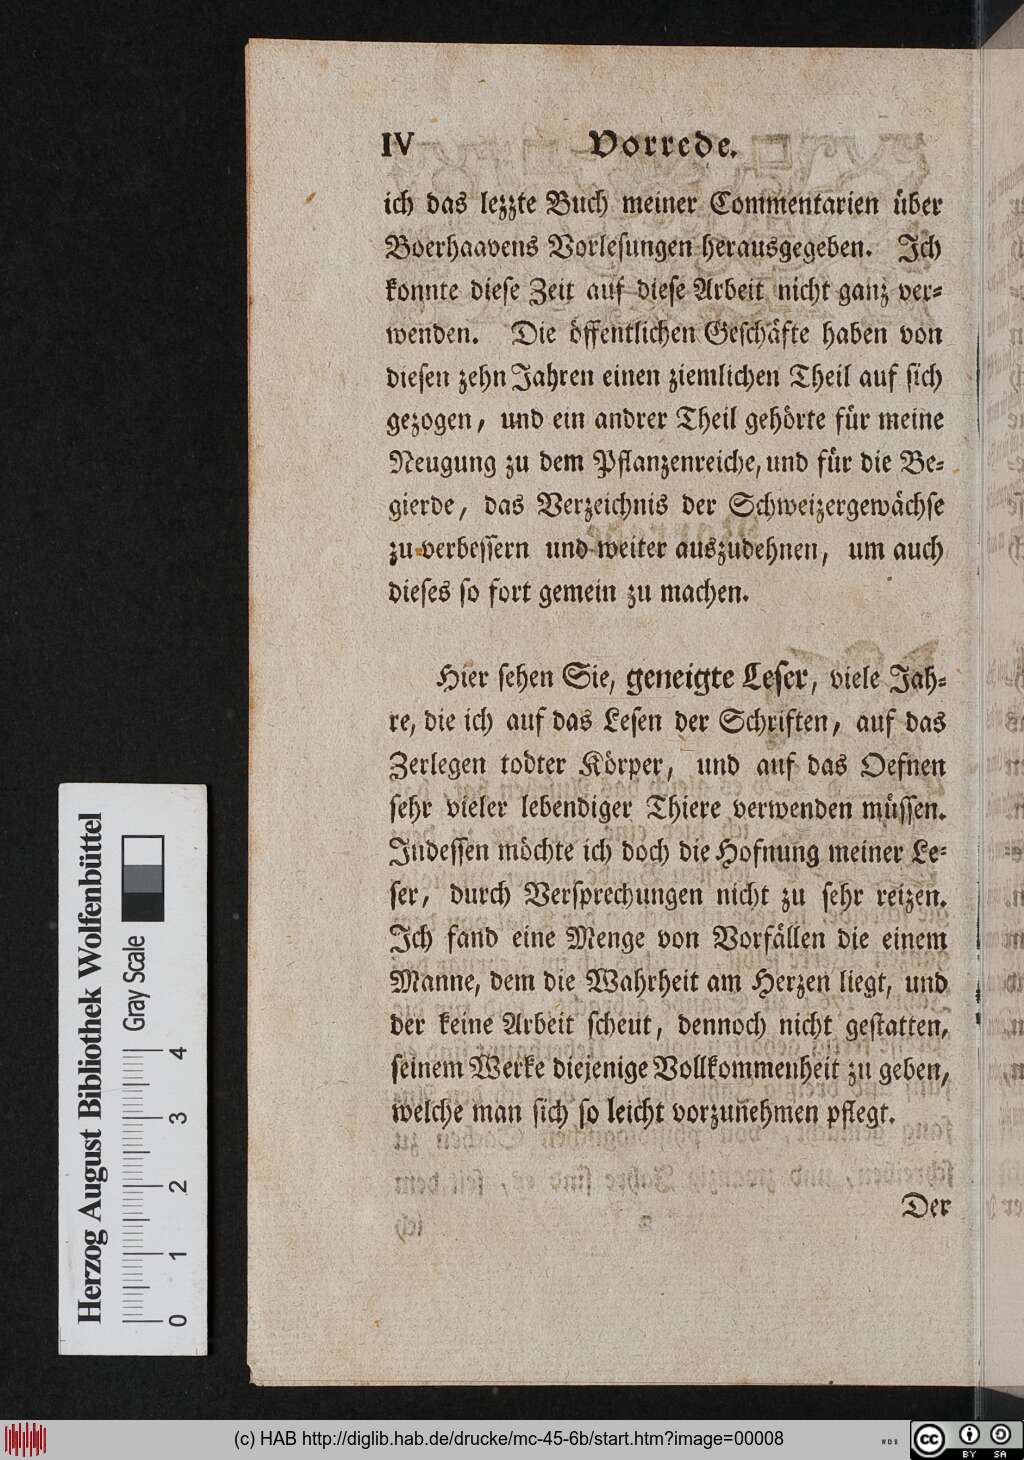 IV Vorrede.
ich das lezzte Buch meiner Commentarien über
Boerhaavens Vorlesungen herausgegeben. Ich
konnte diese Zeit auf diese Arbeit nicht ganz ver=
wenden. Die öffentlichen Geschäfte haben von
diesen zehn Jahren einen ziemlichen Theil auf sich
gezogen, und ein andrer Theil gehörte für meine
Neugung zu dem Pflanzenreiche, und für die Be=
gierde, das Verzeichnis der Schweizergewächse
zu verbessern und weiter auszudehnen, um auch
dieses so fort gemein zu machen.
Hier sehen Sie, geneigte Leser, viele Jah=
re, die ich auf das Lesen der Schriften, auf das
Zerlegen todter Körper, und auf das Oefnen
sehr vieler lebendiger Thiere verwenden müssen.
Indessen möchte ich doch die Hofnung meiner Le=
ser, durch Versprechungen nicht zu sehr reizen.
Ich fand eine Menge von Vorfällen die einem
Manne, dem die Wahrheit am Herzen liegt, und
der keine Arbeit scheut, dennoch nicht gestatten,
seinem Werke diejenige Vollkommenheit zu geben,
welche man sich so leicht vorzunehmen pflegt.
Der
Herzog August Bibliothek Wolfenbüttel
Gray Scale
0 1 2 3 4
(c) HAB http://diglib.hab.de/drucke/mc-45-6b/start.htm?image=00008
cc BY SA